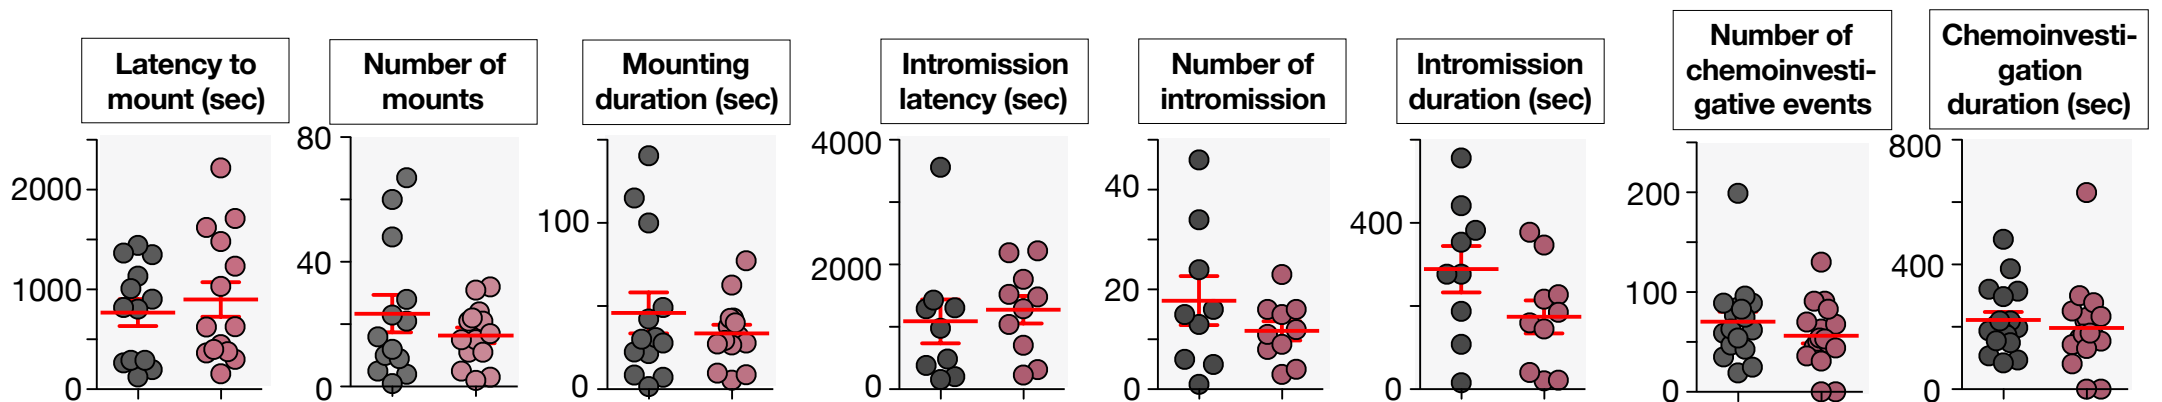 Latency to
mount (sec)
2000
1000
0
Number of
mounts
80
40
0
Mounting
duration (sec)
100
0
Intromission
latency (sec)
4000
2000
0
Number of
intromission
40
20
0
Intromission
duration (sec)
400
0
Number of
chemoinvesti-
gative events
200
100
0
Chemoinvesti-
gation
duration (sec)
800
400
0